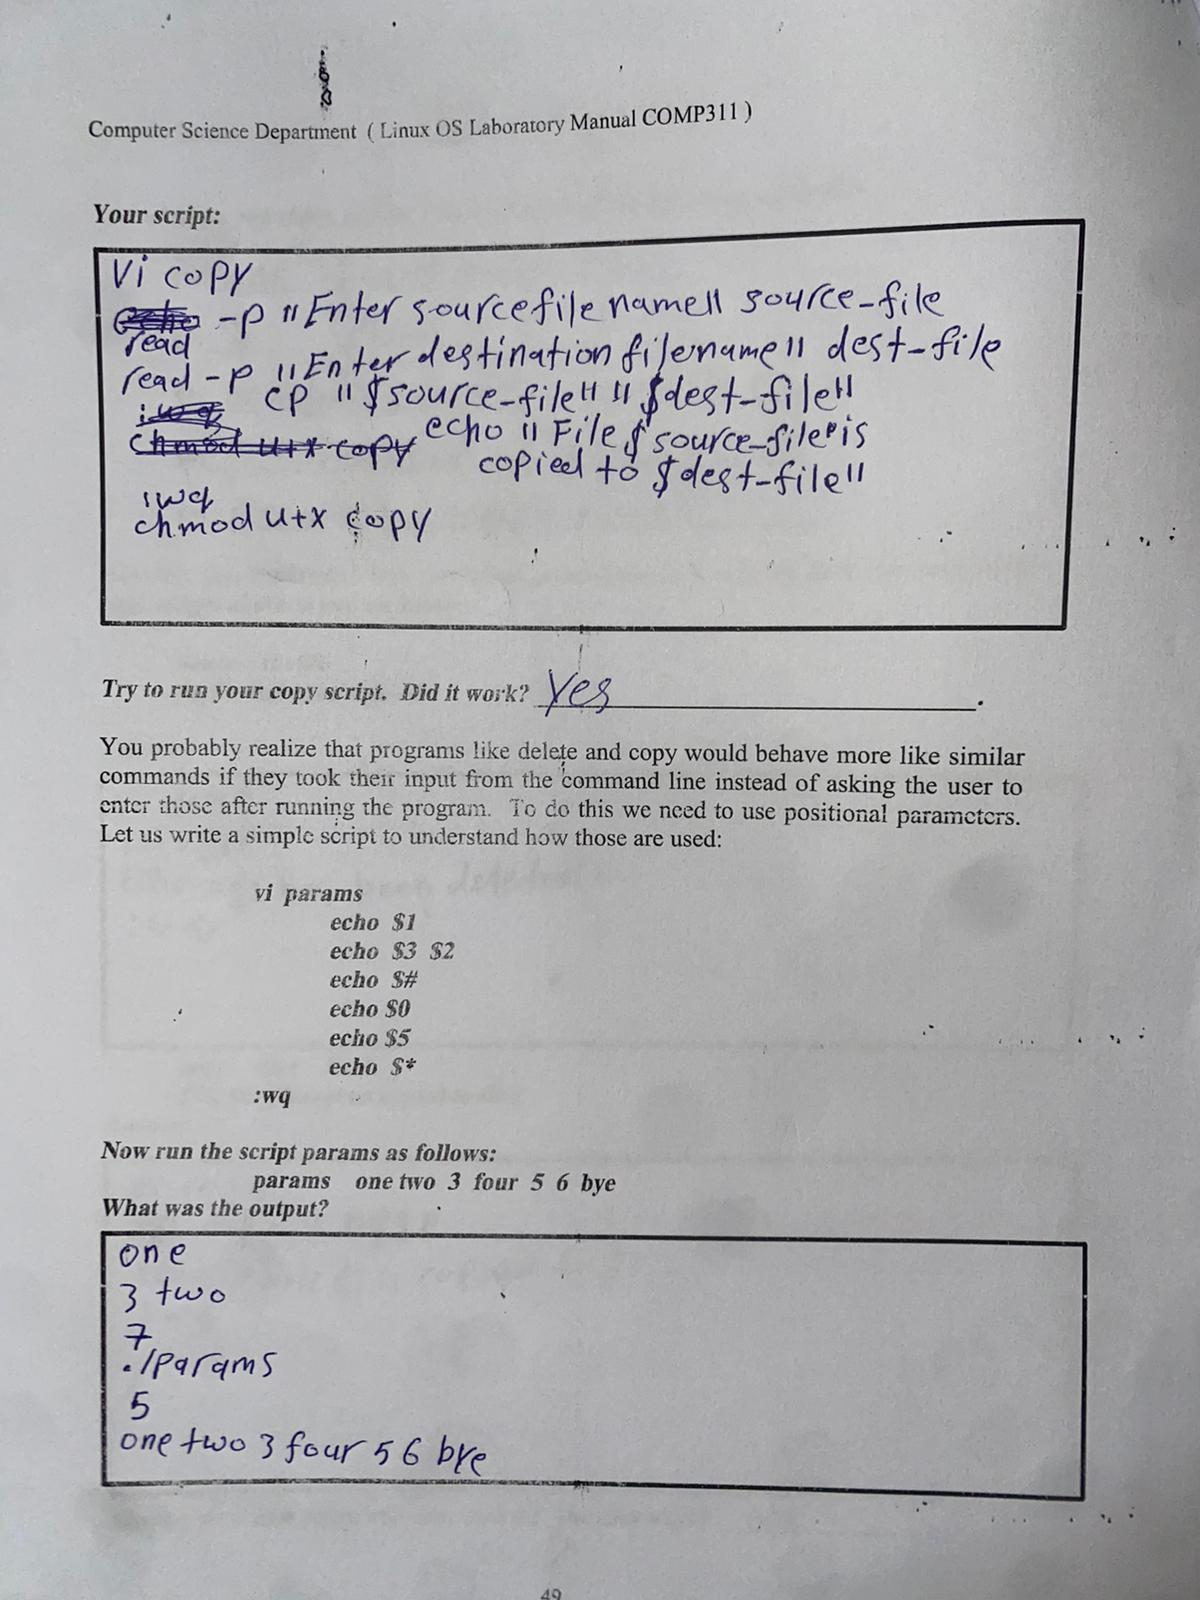 Computer Science Department ( Linux OS Laboratory Manual COMP311 )
Your script:
Vi copy
read -p "Enter sourcefile name" source-file
read -p "Enter destination filename" dest-file
cp "$source-file" "$dest-file"
:wq
chmod u+x copy echo "File $source-file is
copied to $dest-file"
:wq
chmod u+x copy
Try to run your copy script. Did it work? Yes.
You probably realize that programs like delete and copy would behave more like similar
commands if they took their input from the command line instead of asking the user to
enter those after running the program. To do this we need to use positional parameters.
Let us write a simple script to understand how those are used:
vi params
echo $1
echo $3 $2
echo $#
echo $0
echo $5
echo $*
:wq
Now run the script params as follows:
params one two 3 four 5 6 bye
What was the output?
one
3 two
7
./params
5
one two 3 four 5 6 bye
49